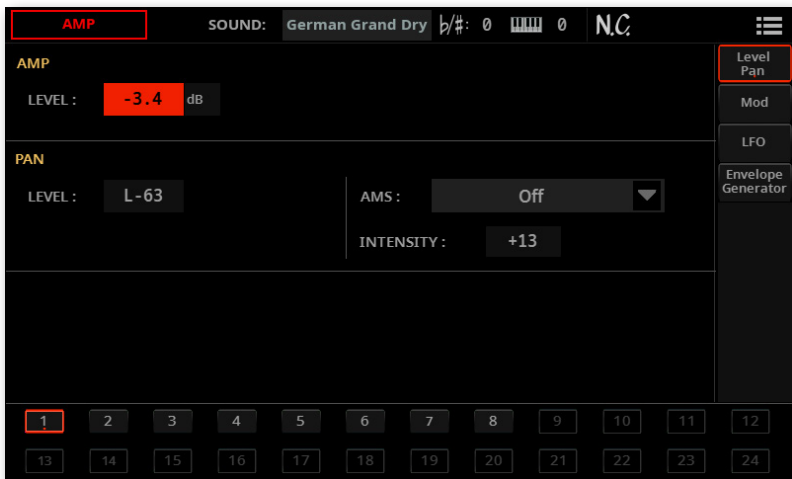 AMP SOUND: German Grand Dry ♭/#: 0 0 N.C.
AMP
LEVEL : -3.4 dB
PAN
LEVEL : L-63
AMS : Off
INTENSITY : +13
Level
Pan
Mod
LFO
Envelope
Generator
1 2 3 4 5 6 7 8 9 10 11 12
13 14 15 16 17 18 19 20 21 22 23 24